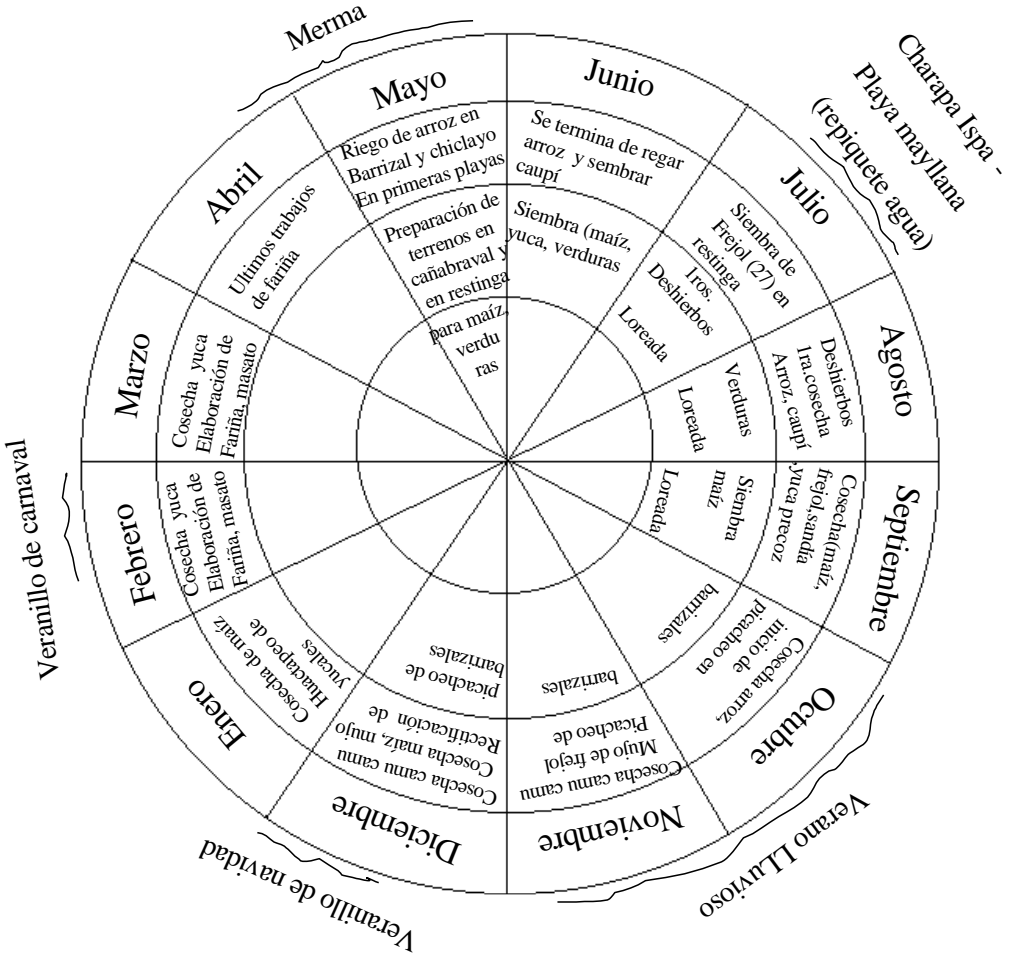 Merma
Mayo
Riego de arroz en
Barrizal y chiclayo
En primeras playas
Preparación de
terrenos en
cañabraval y
en restinga
para maíz,
verdu
ras
Junio
Se termina de regar
arroz y sembrar
caupí
Siembra (maíz,
yuca, verduras
Charapa Ispa -
Playa mayllana
(repiquete agua)
Julio
Siembra de
Frejol (27) en
restinga
1ros.
Deshierbos
Loreada
Agosto
Deshierbos
1ra.cosecha
Arroz, caupí
Verduras
Loreada
Septiembre
Cosecha(maíz,
frejol,sandía
,yuca precoz
Siembra
maíz
Loreada
Octubre
Cosecha arroz,
inicio de
picacheo en
barrizales
Verano LLuvioso
Noviembre
Cosecha camu camu
Mujo de frejol
Picacheo de
barrizales
Diciembre
Cosecha camu camu
Cosecha maíz, mujo
Rectificación de
picacheo de
barrizales
Veranillo de navidad
Enero
Cosecha de maíz
Huactapeo de
yucales
Febrero
Cosecha yuca
Elaboración de
Fariña, masato
Veranillo de carnaval
Marzo
Cosecha yuca
Elaboración de
Fariña, masato
Abril
Ultimos trabajos
de fariña